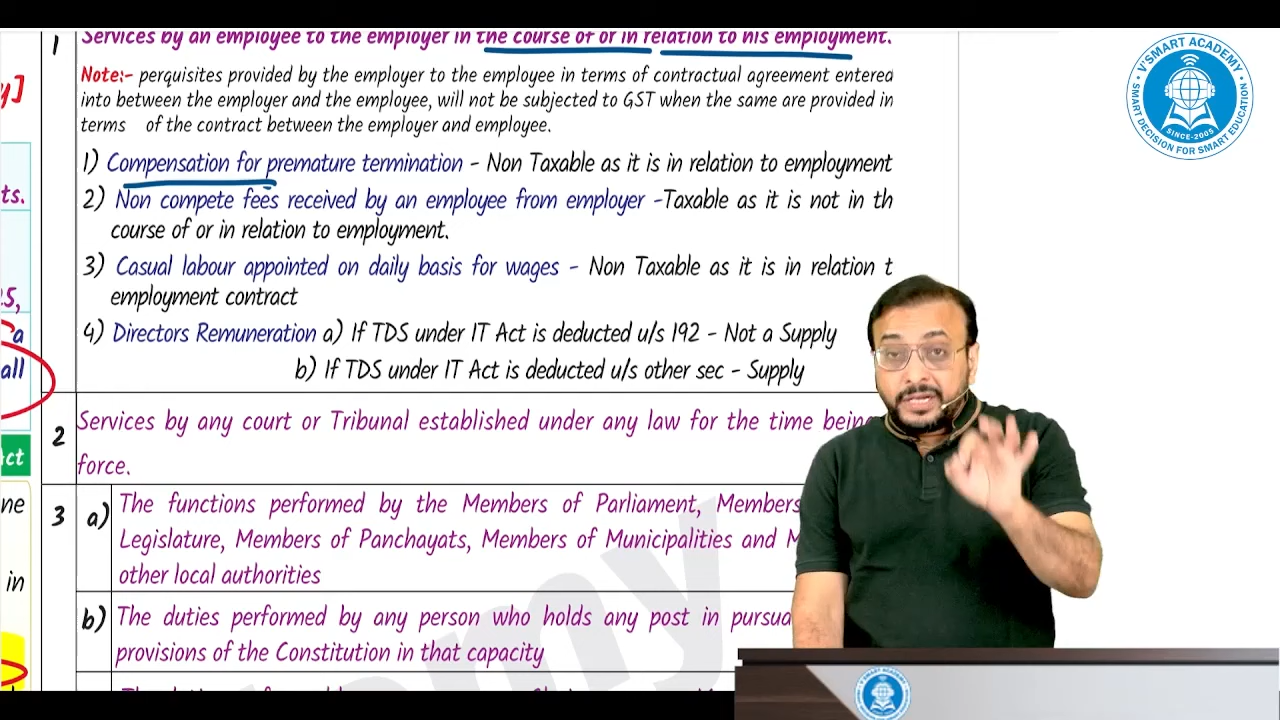 1
Services by an employee to the employer in the course of or in relation to his employment.
Note:- perquisites provided by the employer to the employee in terms of contractual agreement entered
into between the employer and the employee, will not be subjected to GST when the same are provided in
terms of the contract between the employer and employee.
1) Compensation for premature termination - Non Taxable as it is in relation to employment
2) Non compete fees received by an employee from employer -Taxable as it is not in th
course of or in relation to employment.
3) Casual labour appointed on daily basis for wages - Non Taxable as it is in relation t
employment contract
4) Directors Remuneration a) If TDS under IT Act is deducted u/s 192 - Not a Supply
b) If TDS under IT Act is deducted u/s other sec - Supply
2
Services by any court or Tribunal established under any law for the time being
force.
3 a) The functions performed by the Members of Parliament, Members
Legislature, Members of Panchayats, Members of Municipalities and M
other local authorities
b) The duties performed by any person who holds any post in pursua
provisions of the Constitution in that capacity
y]
ts.
25,
a
all
Act
ne
in
V'SMART ACADEMY
SINCE-2005
SMART DECISION FOR SMART EDUCATION
emy